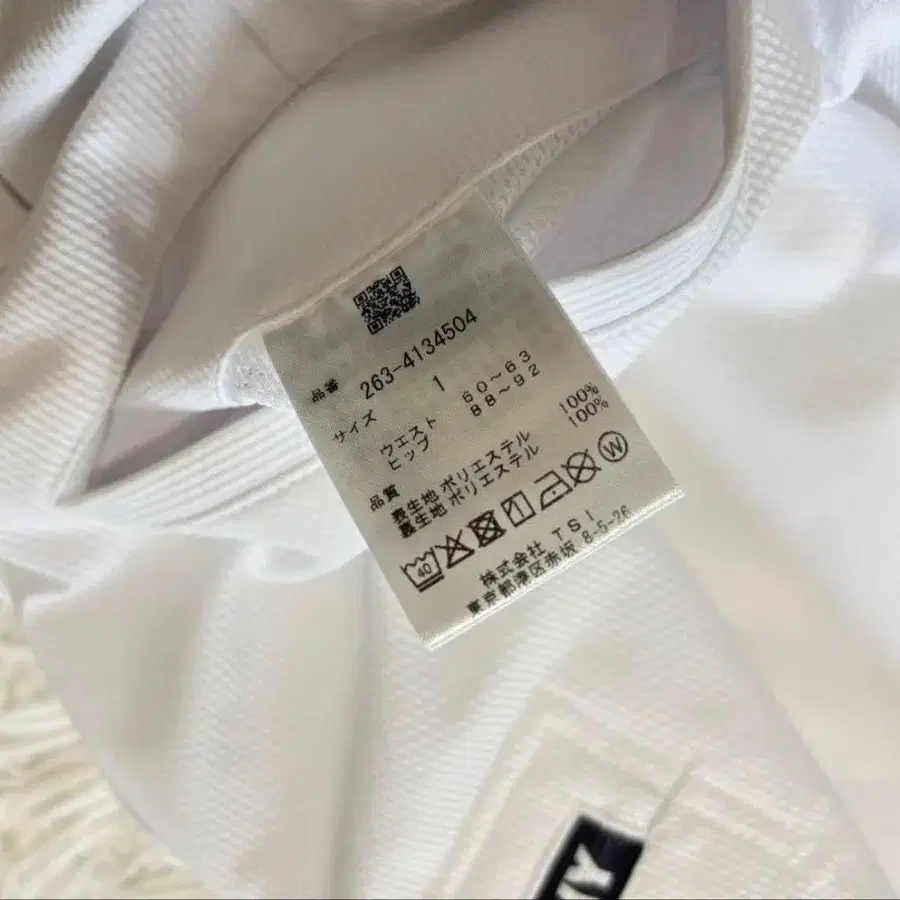 品番 263-4134504
サイズ 1
ウエスト 60~63
ヒップ 88~92
品質
表生地 ポリエステル 100%
裏生地 ポリエステル 100%
40
W
株式会社 TSI
東京都港区赤坂 8-5-26